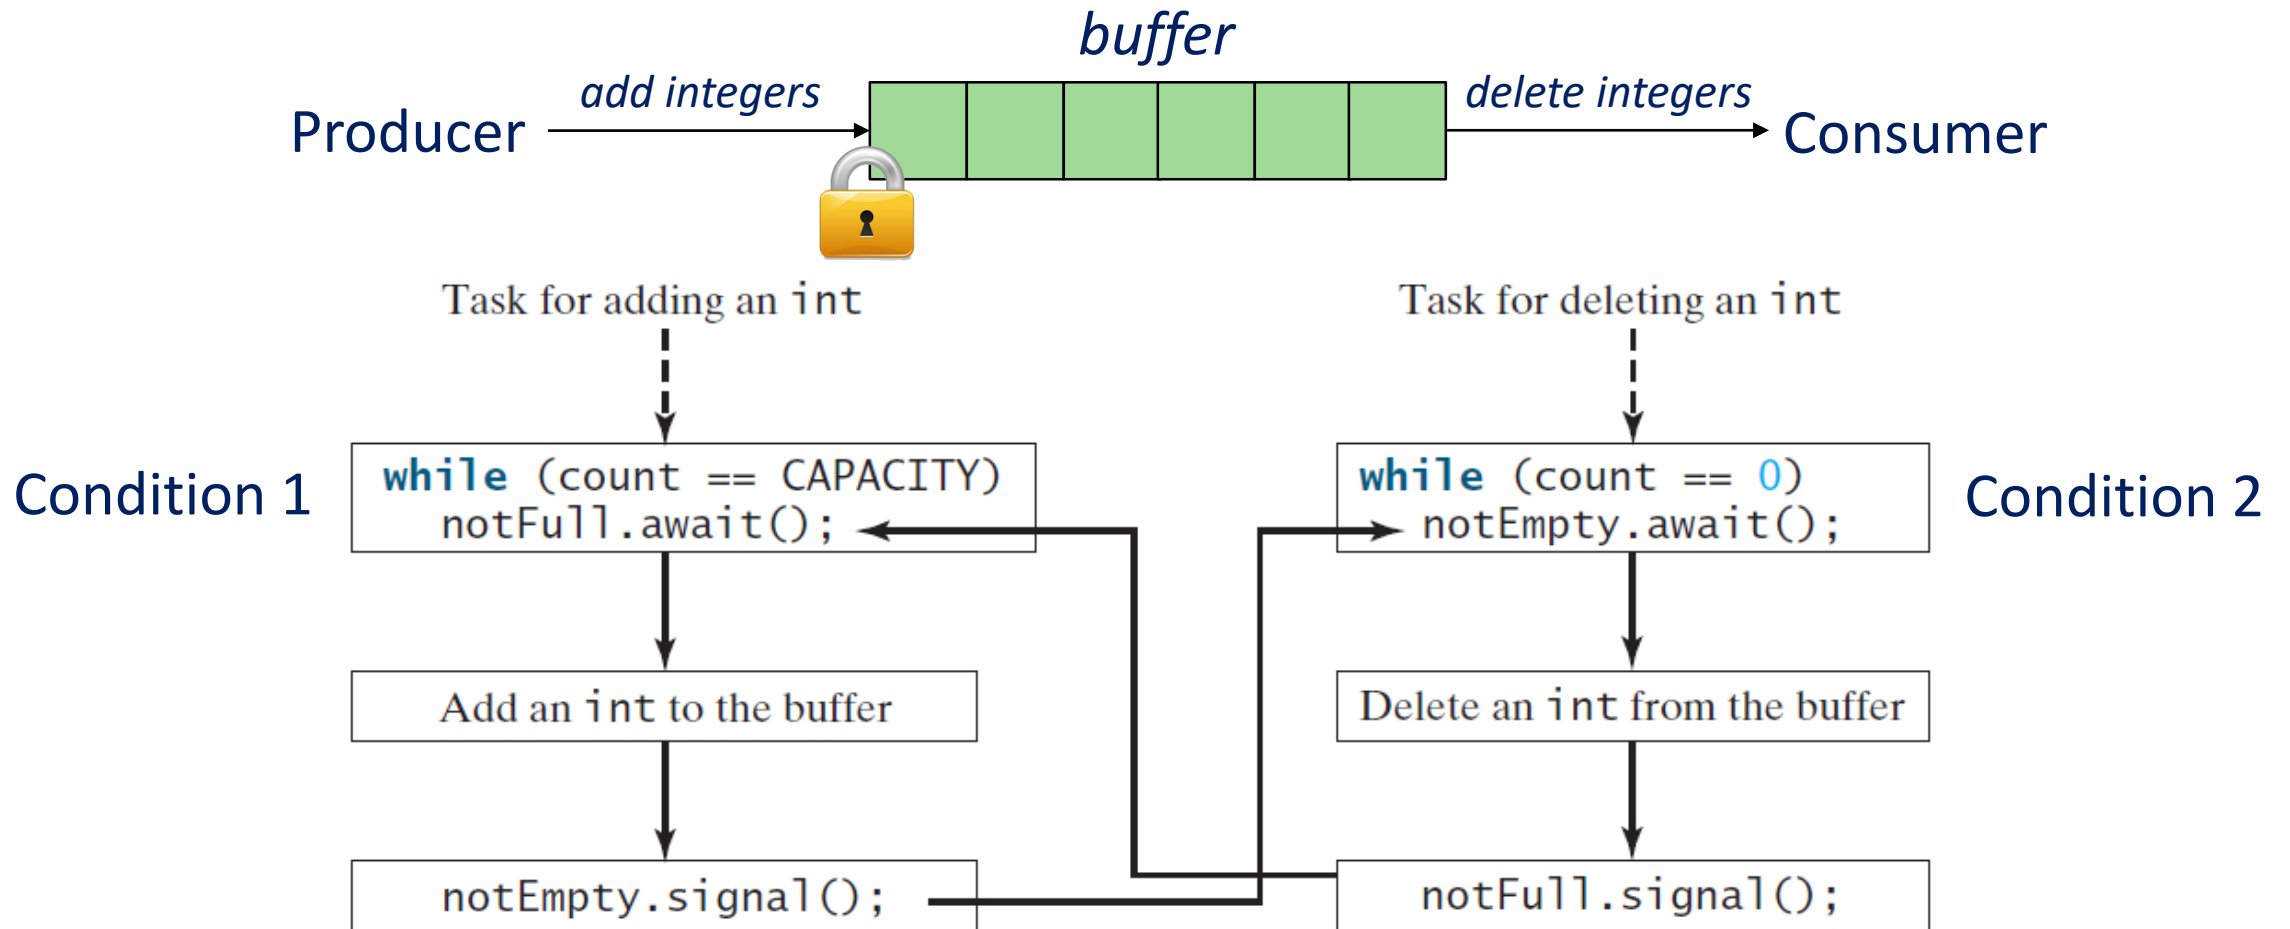 buffer
Producer add integers delete integers Consumer
Task for adding an int
Task for deleting an int
Condition 1
while (count == CAPACITY)
notFull.await();
while (count == 0)
notEmpty.await();
Condition 2
Add an int to the buffer
Delete an int from the buffer
notEmpty.signal();
notFull.signal();